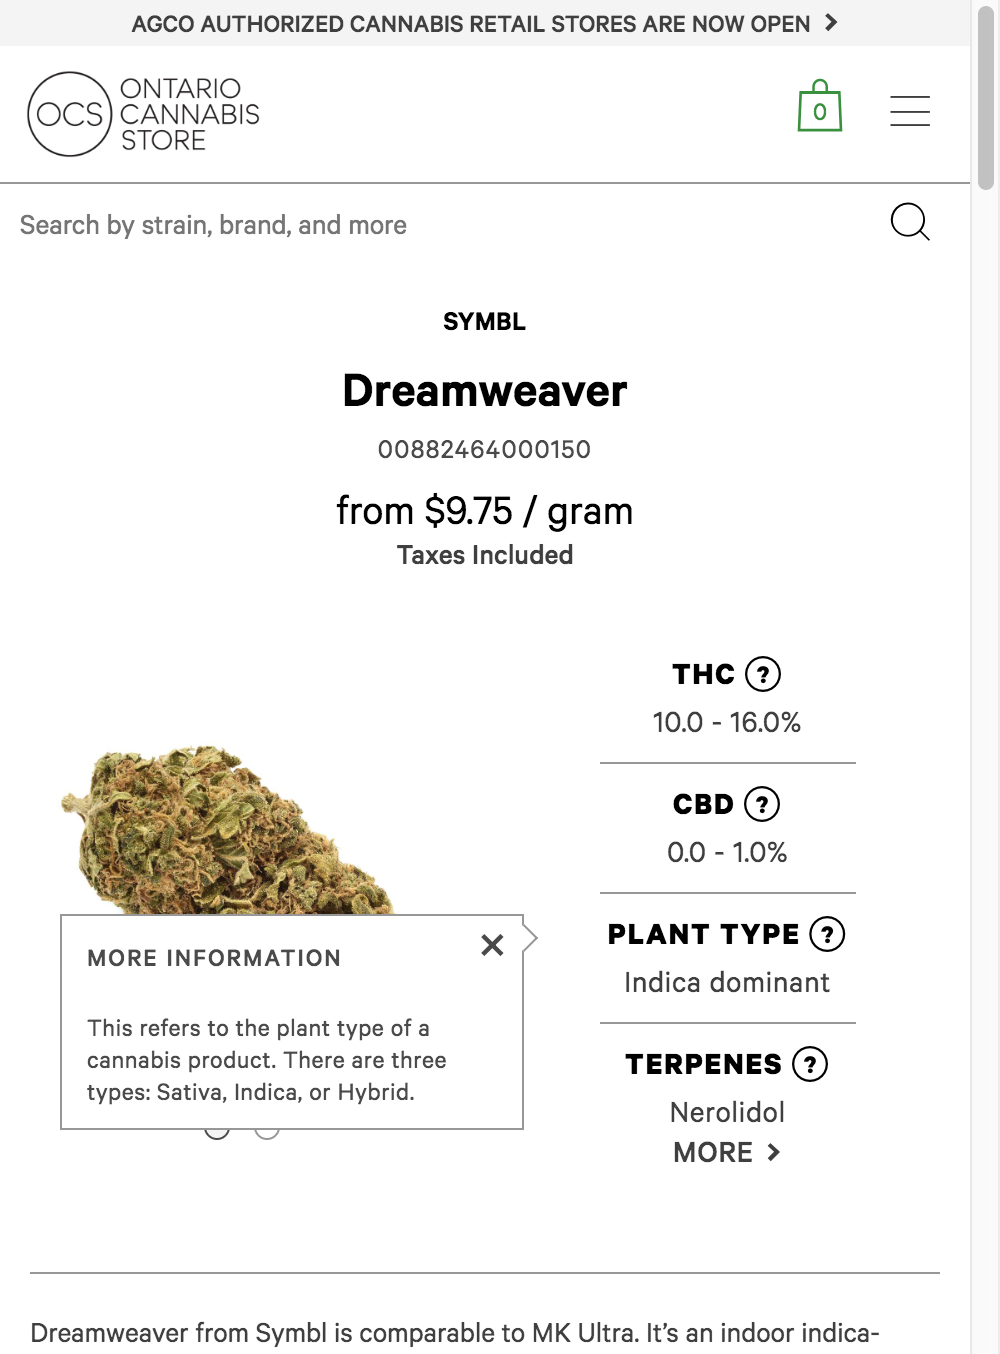 AGCO AUTHORIZED CANNABIS RETAIL STORES ARE NOW OPEN
OCS
ONTARIO
CANNABIS
STORE
0
Search by strain, brand, and more
SYMBL
Dreamweaver
00882464000150
from $9.75 / gram
Taxes Included
THC ?
10.0 - 16.0%
CBD ?
0.0 - 1.0%
PLANT TYPE ?
Indica dominant
MORE INFORMATION
This refers to the plant type of a
cannabis product. There are three
types: Sativa, Indica, or Hybrid.
TERPENES ?
Nerolidol
MORE
Dreamweaver from Symbl is comparable to MK Ultra. It’s an indoor indica-